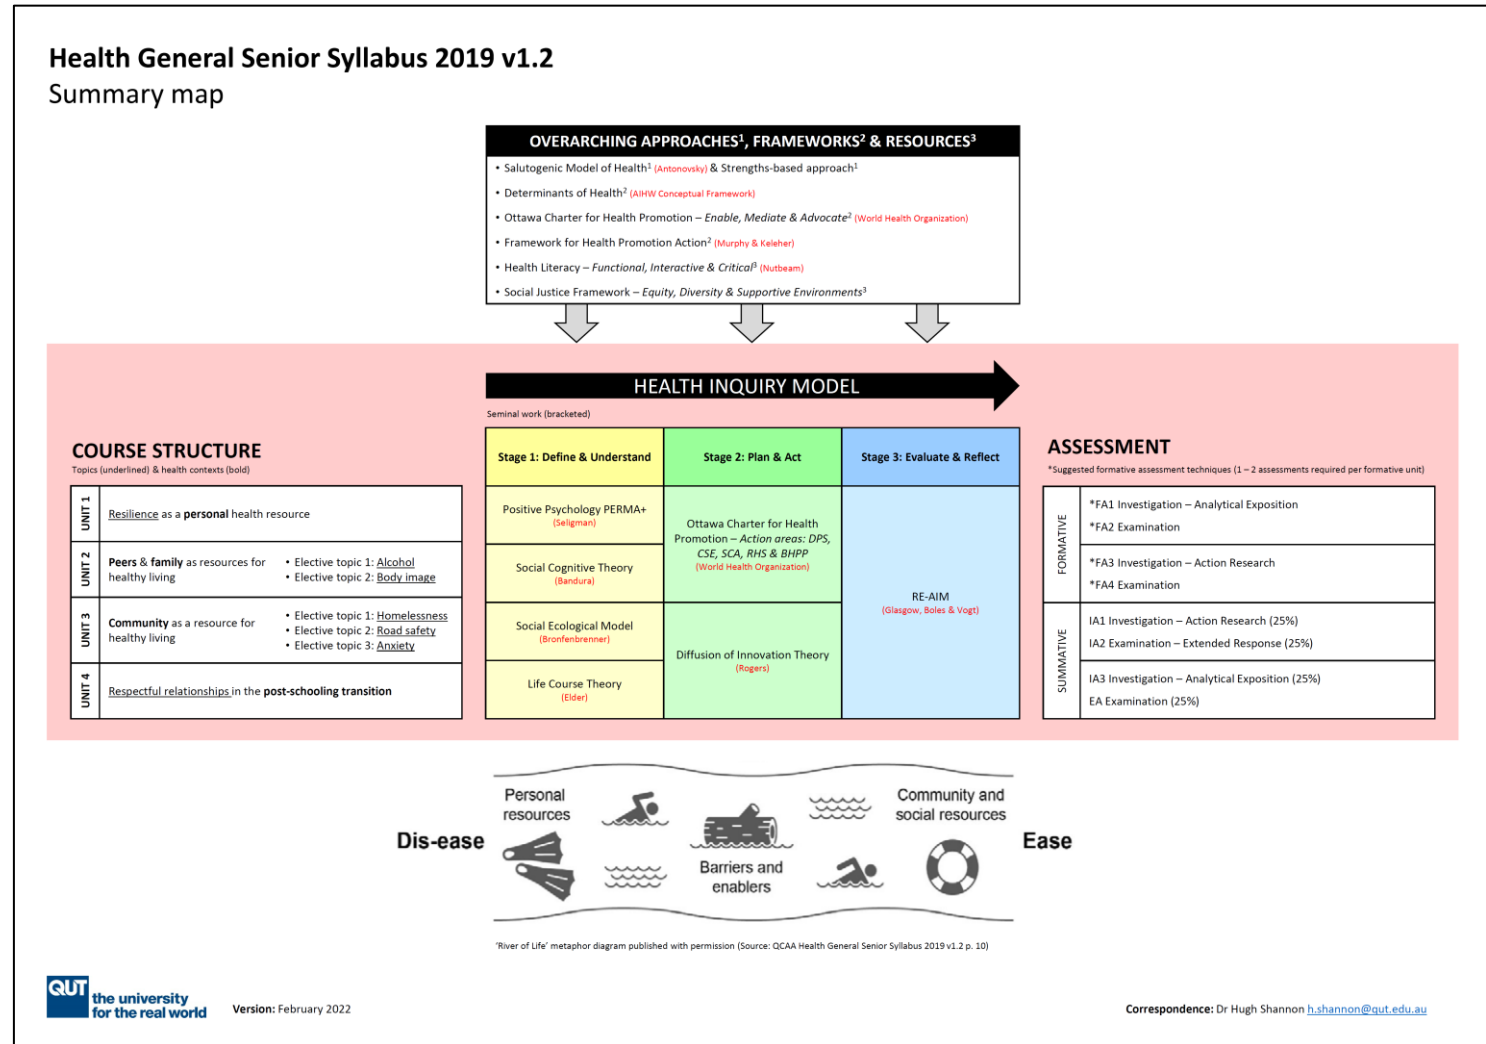 Health General Senior Syllabus 2019 v1.2
Summary map
OVERARCHING APPROACHES¹, FRAMEWORKS² & RESOURCES³
• Salutogenic Model of Health¹ (Antonovsky) & Strengths-based approach¹
• Determinants of Health² (AIHW Conceptual Framework)
• Ottawa Charter for Health Promotion – Enable, Mediate & Advocate² (World Health Organization)
• Framework for Health Promotion Action² (Murphy & Keleher)
• Health Literacy – Functional, Interactive & Critical³ (Nutbeam)
• Social Justice Framework – Equity, Diversity & Supportive Environments³
HEALTH INQUIRY MODEL
Seminal work (bracketed)
COURSE STRUCTURE
Topics (underlined) & health contexts (bold)
UNIT 1
Resilience as a personal health resource
UNIT 2
Peers & family as resources for
healthy living
• Elective topic 1: Alcohol
• Elective topic 2: Body image
UNIT 3
Community as a resource for
healthy living
• Elective topic 1: Homelessness
• Elective topic 2: Road safety
• Elective topic 3: Anxiety
UNIT 4
Respectful relationships in the post-schooling transition
Stage 1: Define & Understand
Positive Psychology PERMA+
(Seligman)
Social Cognitive Theory
(Bandura)
Social Ecological Model
(Bronfenbrenner)
Life Course Theory
(Elder)
Stage 2: Plan & Act
Ottawa Charter for Health
Promotion – Action areas: DPS,
CSE, SCA, RHS & BHPP
(World Health Organization)
Diffusion of Innovation Theory
(Rogers)
Stage 3: Evaluate & Reflect
RE-AIM
(Glasgow, Boles & Vogt)
ASSESSMENT
*Suggested formative assessment techniques (1 – 2 assessments required per formative unit)
FORMATIVE
*FA1 Investigation – Analytical Exposition
*FA2 Examination
*FA3 Investigation – Action Research
*FA4 Examination
SUMMATIVE
IA1 Investigation – Action Research (25%)
IA2 Examination – Extended Response (25%)
IA3 Investigation – Analytical Exposition (25%)
EA Examination (25%)
Dis-ease
Personal
resources
Barriers and
enablers
Community and
social resources
Ease
'River of Life' metaphor diagram published with permission (Source: QCAA Health General Senior Syllabus 2019 v1.2 p. 10)
QUT
the university
for the real world
Version: February 2022
Correspondence: Dr Hugh Shannon h.shannon@qut.edu.au